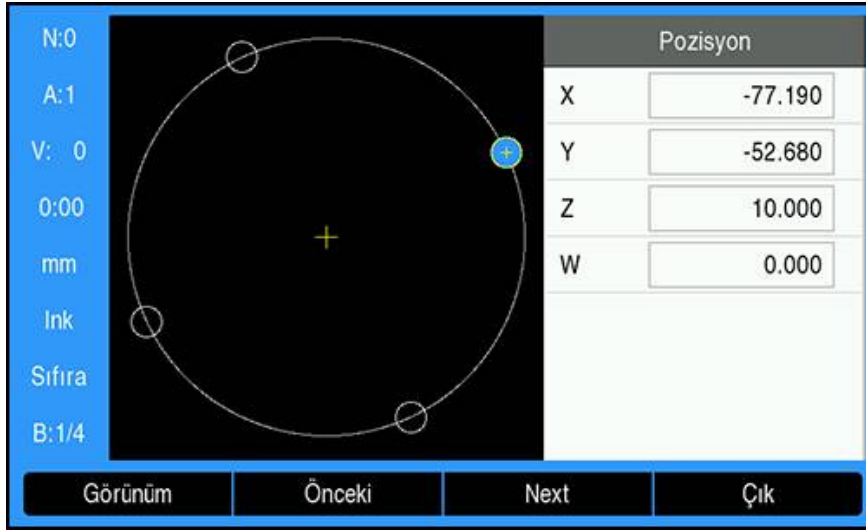 N:0
A:1
V: 0
0:00
mm
Ink
Sıfıra
B:1/4
Pozisyon
X -77.190
Y -52.680
Z 10.000
W 0.000
Görünüm Önceki Next Çık